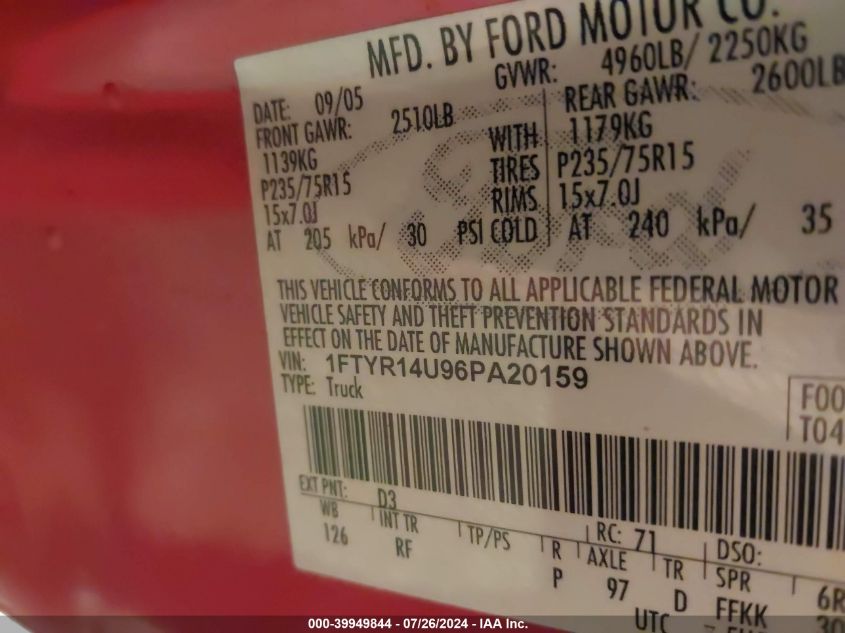 MFD. BY FORD MOTOR CO.
GVWR: 4960LB/ 2250KG
DATE: 09/05
FRONT GAWR: 2510LB REAR GAWR: 2600LB
1139KG WITH 1179KG
P235/75R15 TIRES P235/75R15
15x7.0J RIMS 15x7.0J
AT 205 kPa/ 30 PSI COLD AT 240 kPa/ 35
THIS VEHICLE CONFORMS TO ALL APPLICABLE FEDERAL MOTOR
VEHICLE SAFETY AND THEFT PREVENTION STANDARDS IN
EFFECT ON THE DATE OF MANUFACTURE SHOWN ABOVE.
VIN: 1FTYR14U96PA20159
TYPE: Truck
F00
T04
EXT PNT: D3 RC: 71 DSO:
WB INT TR TP/PS R AXLE TR SPR
126 RF P 97 D FFKK 6R
UTC 30
000-39949844 / 07/26/2024 - IAA Inc.